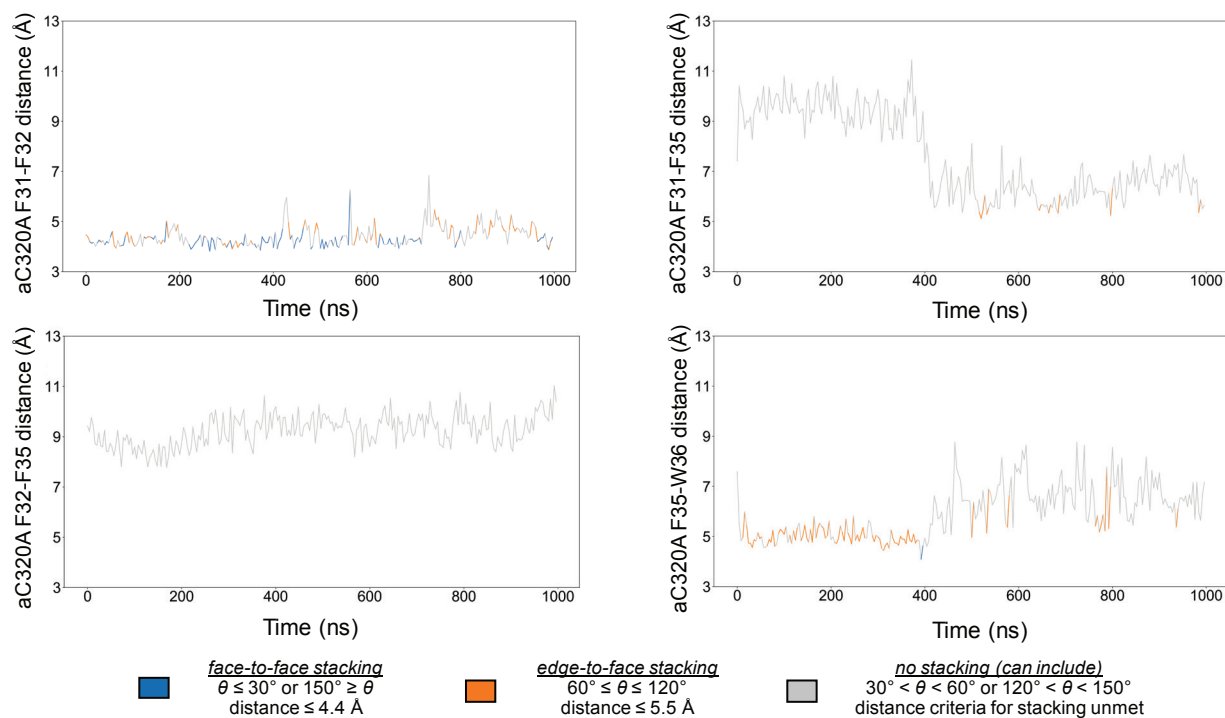 aC320A F31-F32 distance (Å)
13
11
9
7
5
3
0 200 400 600 800 1000
Time (ns)
aC320A F31-F35 distance (Å)
13
11
9
7
5
3
0 200 400 600 800 1000
Time (ns)
aC320A F32-F35 distance (Å)
13
11
9
7
5
3
0 200 400 600 800 1000
Time (ns)
aC320A F35-W36 distance (Å)
13
11
9
7
5
3
0 200 400 600 800 1000
Time (ns)
face-to-face stacking
θ ≤ 30° or 150° ≥ θ
distance ≤ 4.4 Å
edge-to-face stacking
60° ≤ θ ≤ 120°
distance ≤ 5.5 Å
no stacking (can include)
30° < θ < 60° or 120° < θ < 150°
distance criteria for stacking unmet